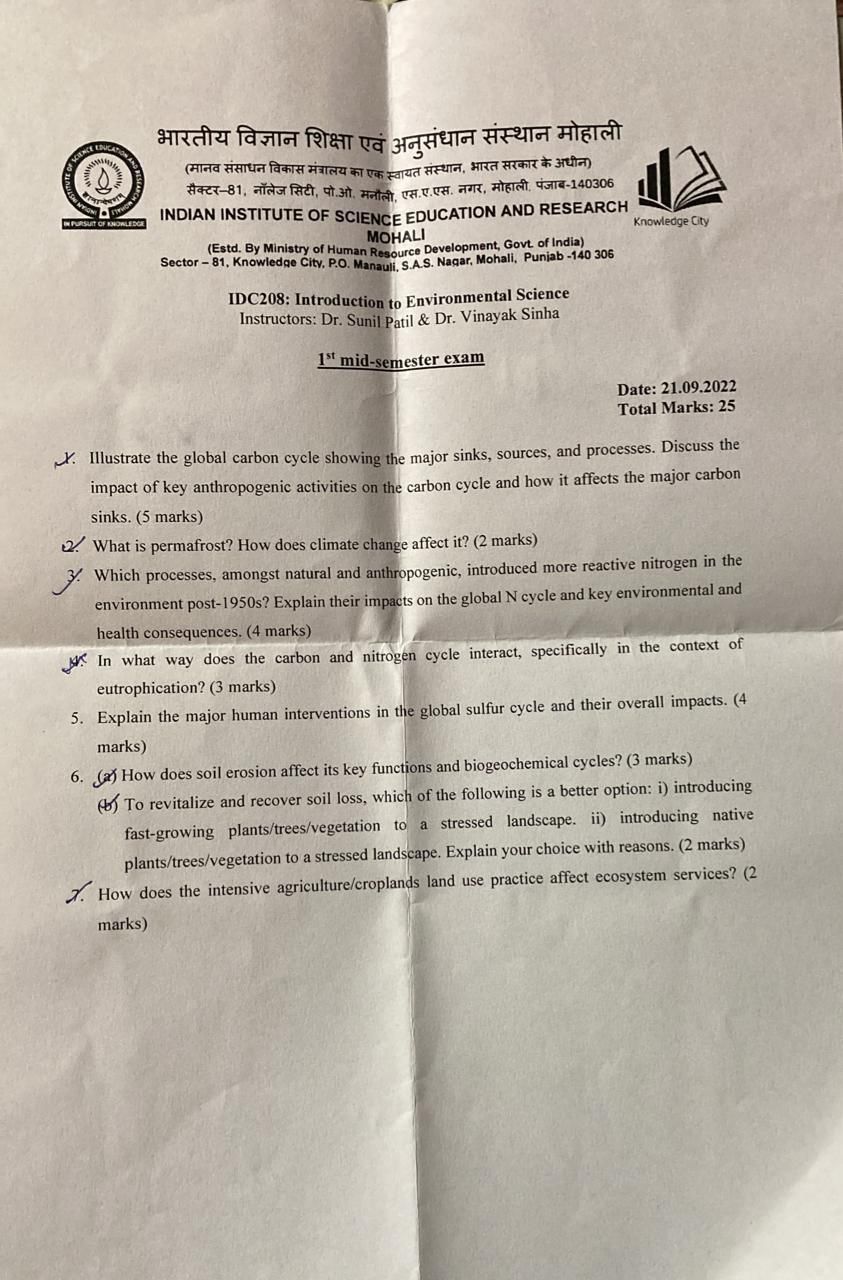 भारतीय विज्ञान शिक्षा एवं अनुसंधान संस्थान मोहाली
(मानव संसाधन विकास मंत्रालय का एक स्वायत संस्थान, भारत सरकार के अधीन)
सैक्टर–81, नॉलेज सिटी, पो.ओ. मनौली, एस.ए.एस. नगर, मोहाली, पंजाब-140306
INDIAN INSTITUTE OF SCIENCE EDUCATION AND RESEARCH
MOHALI
(Estd. By Ministry of Human Resource Development, Govt. of India)
Sector – 81, Knowledge City, P.O. Manauli, S.A.S. Nagar, Mohali, Punjab -140 306
IN PURSUIT OF KNOWLEDGE
Knowledge City
IDC208: Introduction to Environmental Science
Instructors: Dr. Sunil Patil & Dr. Vinayak Sinha
1st mid-semester exam
Date: 21.09.2022
Total Marks: 25
1. Illustrate the global carbon cycle showing the major sinks, sources, and processes. Discuss the
impact of key anthropogenic activities on the carbon cycle and how it affects the major carbon
sinks. (5 marks)
2. What is permafrost? How does climate change affect it? (2 marks)
3. Which processes, amongst natural and anthropogenic, introduced more reactive nitrogen in the
environment post-1950s? Explain their impacts on the global N cycle and key environmental and
health consequences. (4 marks)
4. In what way does the carbon and nitrogen cycle interact, specifically in the context of
eutrophication? (3 marks)
5. Explain the major human interventions in the global sulfur cycle and their overall impacts. (4
marks)
6. (a) How does soil erosion affect its key functions and biogeochemical cycles? (3 marks)
(b) To revitalize and recover soil loss, which of the following is a better option: i) introducing
fast-growing plants/trees/vegetation to a stressed landscape. ii) introducing native
plants/trees/vegetation to a stressed landscape. Explain your choice with reasons. (2 marks)
7. How does the intensive agriculture/croplands land use practice affect ecosystem services? (2
marks)